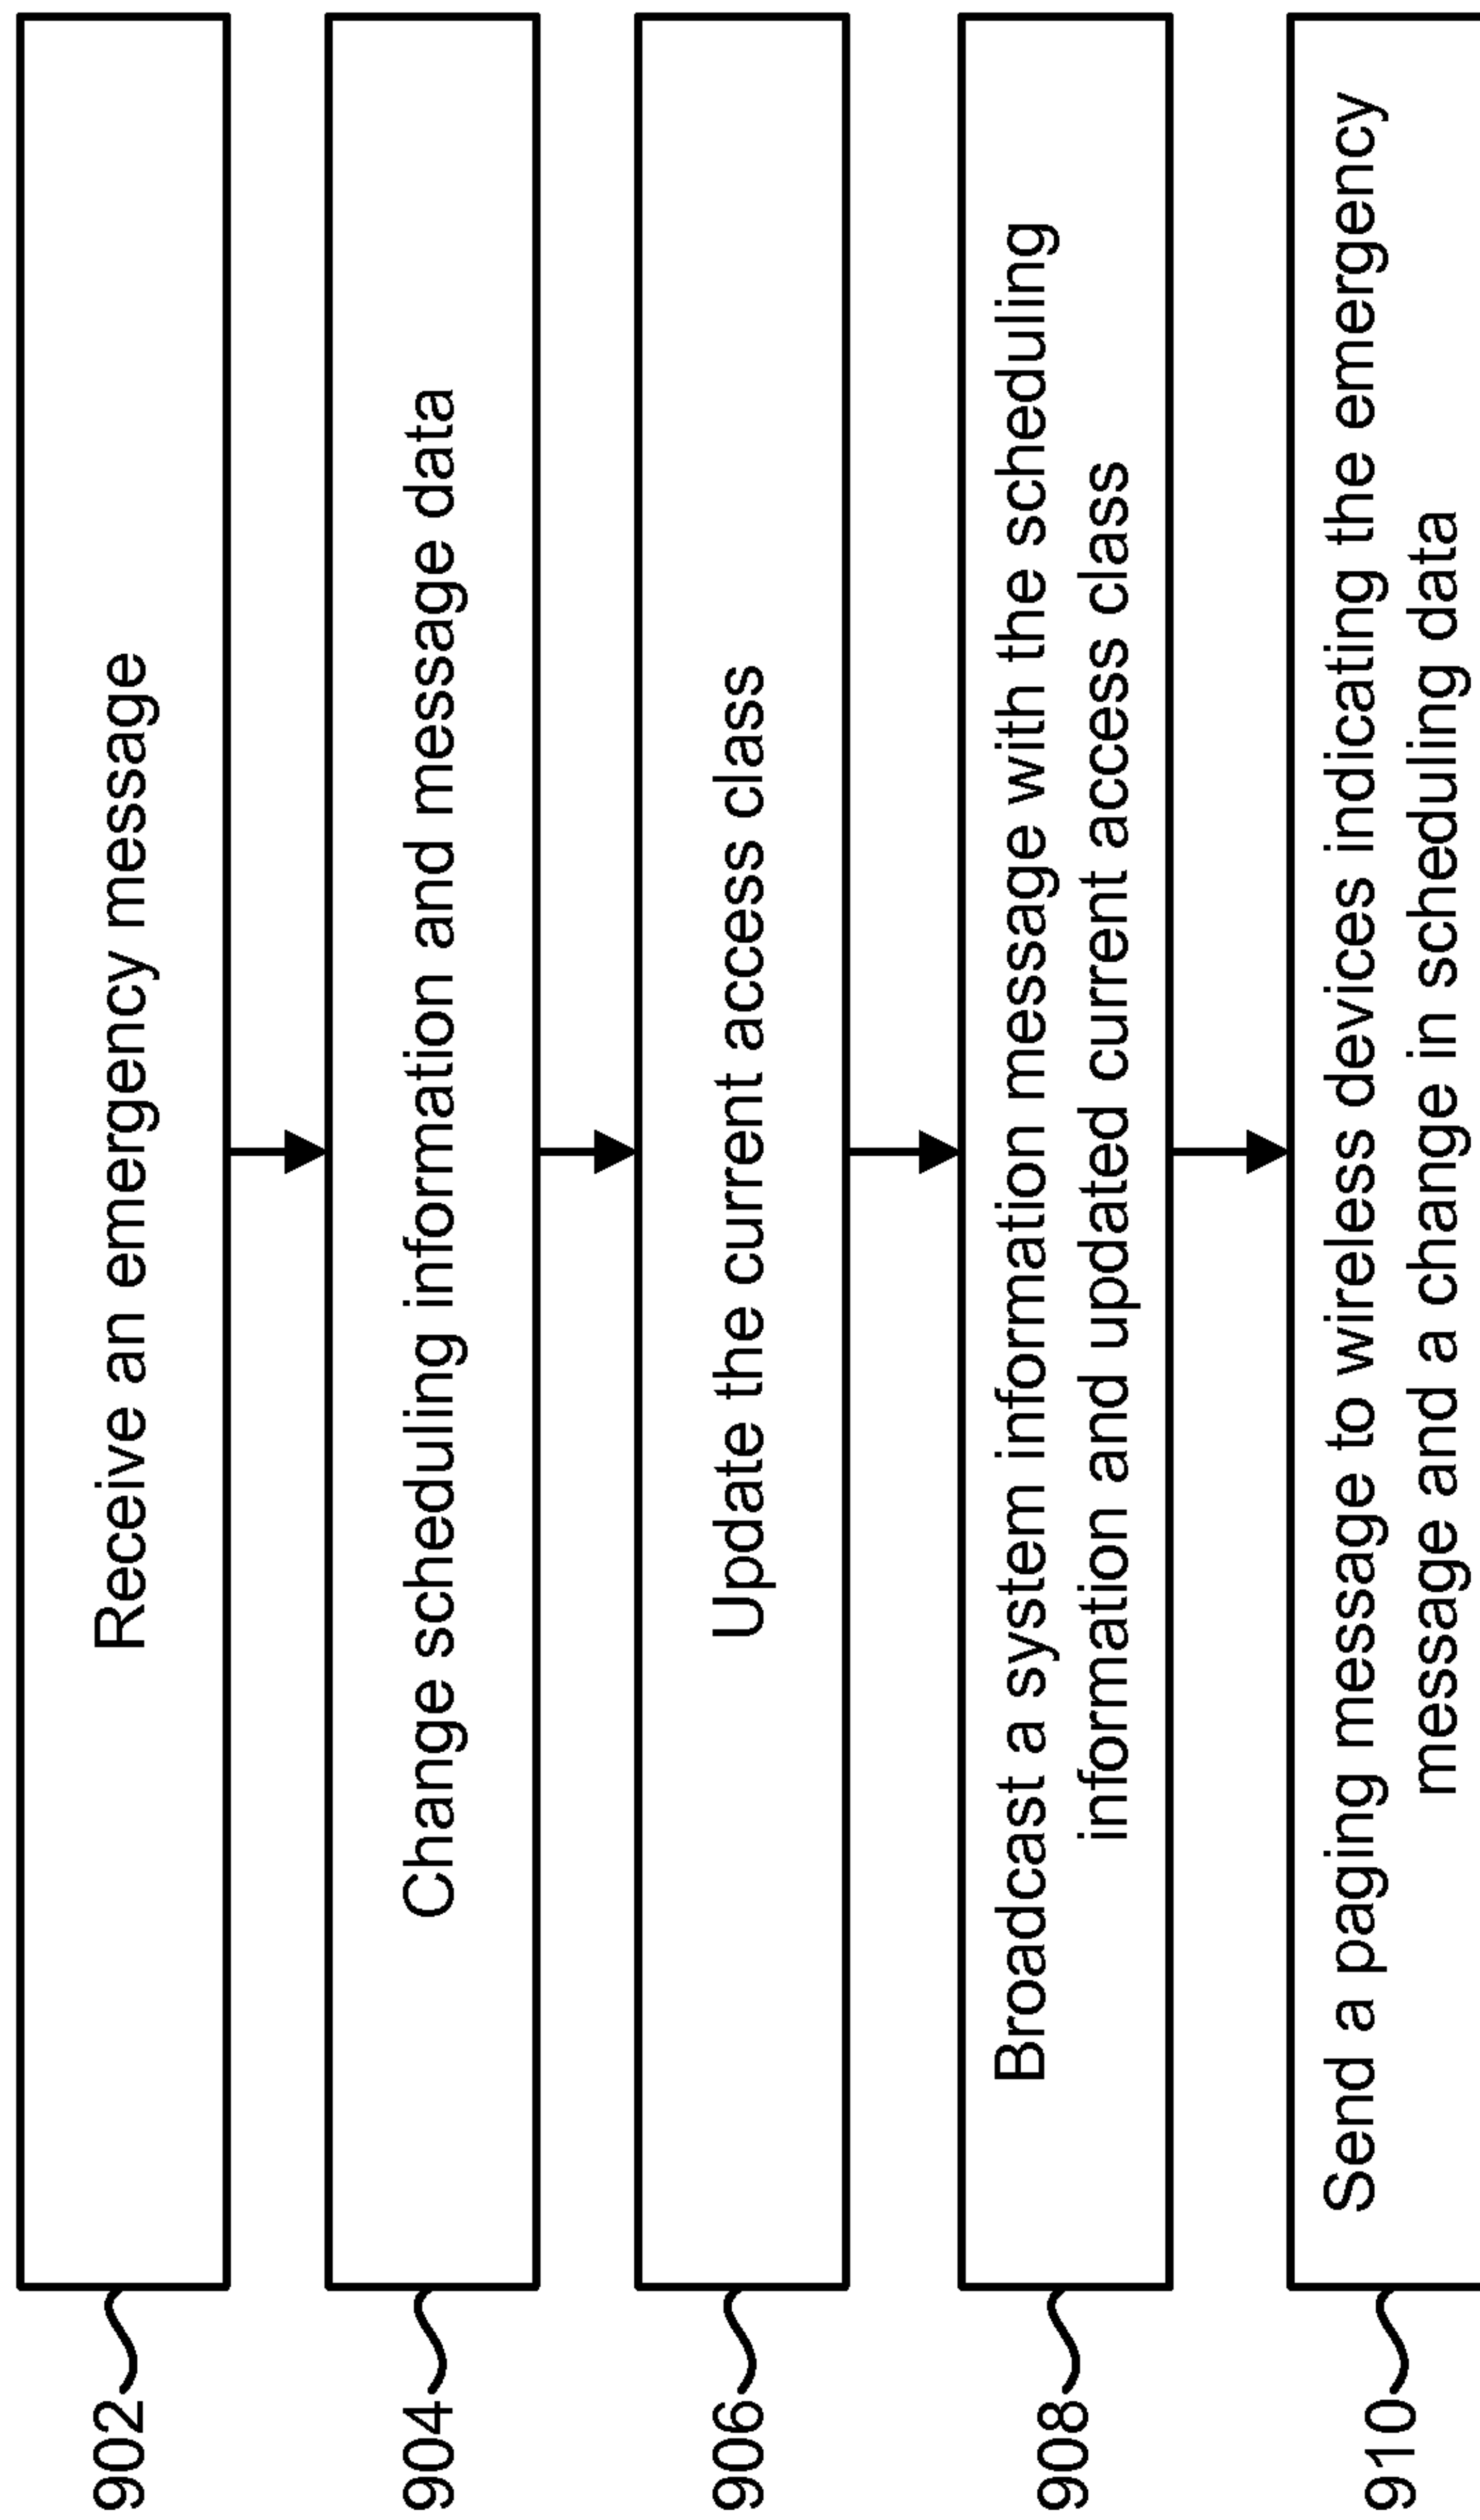 902
Receive an emergency message
904
Change scheduling information and message data
906
Update the current access class
908
Broadcast a system information message with the scheduling
information and updated current access class
910
Send a paging message to wireless devices indicating the emergency
message and a change in scheduling data